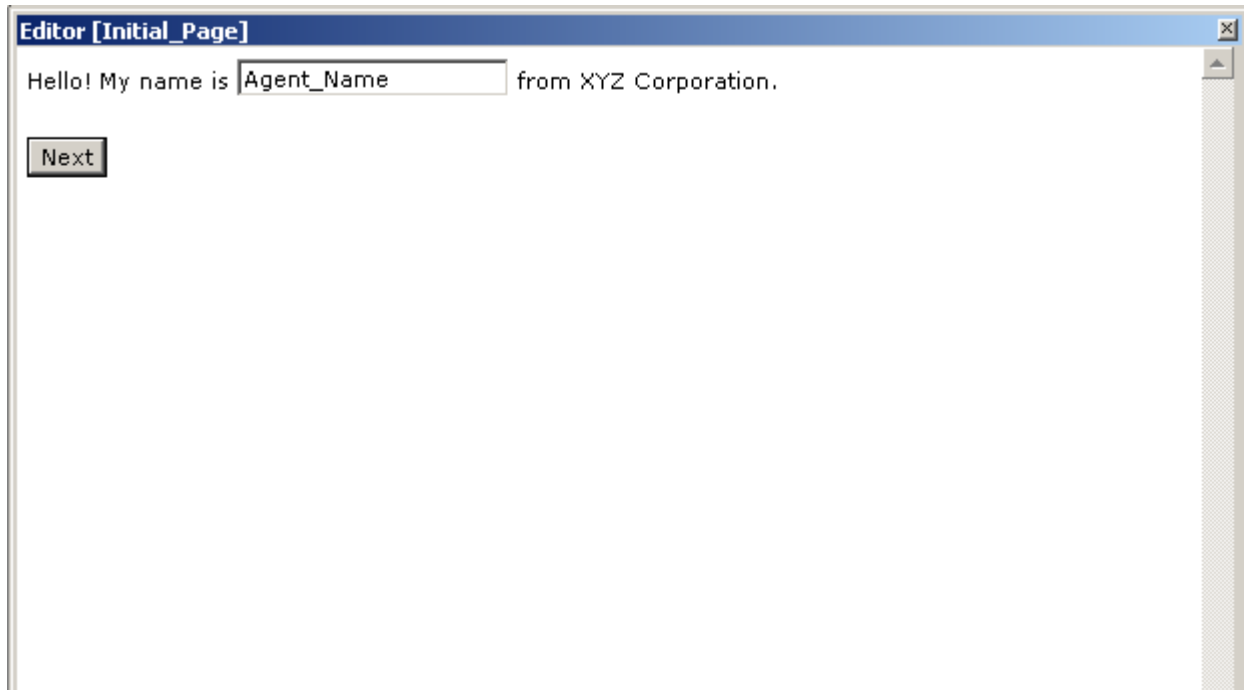 Editor [Initial_Page]
Hello! My name is Agent_Name from XYZ Corporation.
Next